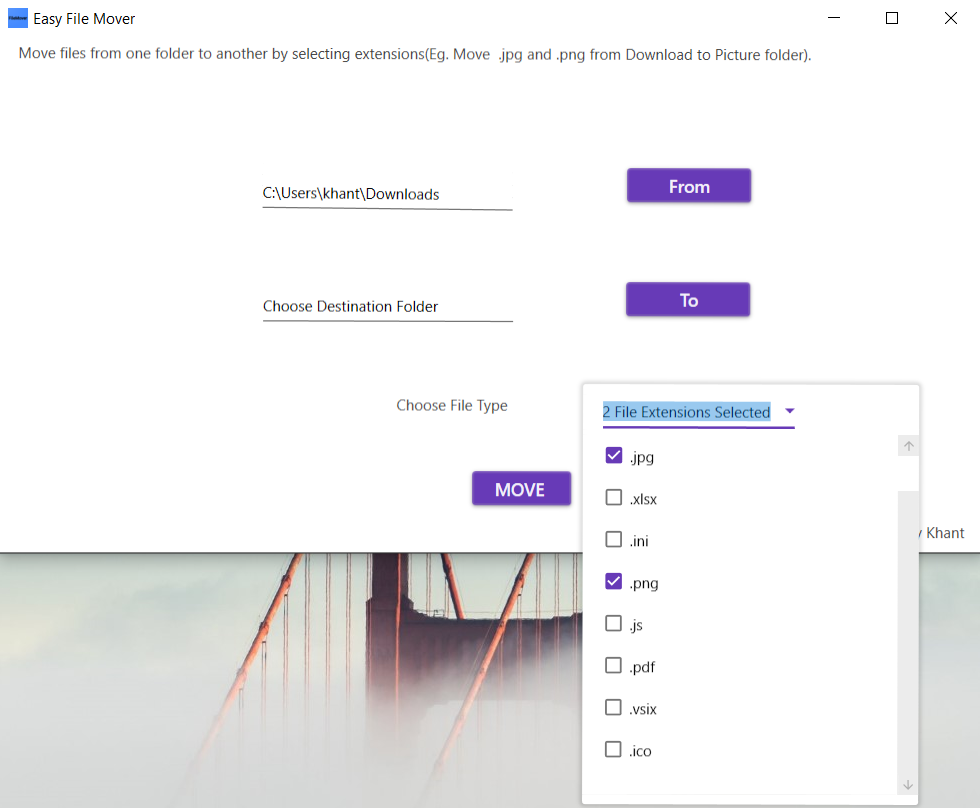 Easy File Mover
Move files from one folder to another by selecting extensions(Eg. Move .jpg and .png from Download to Picture folder).
C:\Users\khant\Downloads
From
Choose Destination Folder
To
Choose File Type
2 File Extensions Selected
.jpg
.xlsx
.ini
.png
.js
.pdf
.vsix
.ico
MOVE
Khant